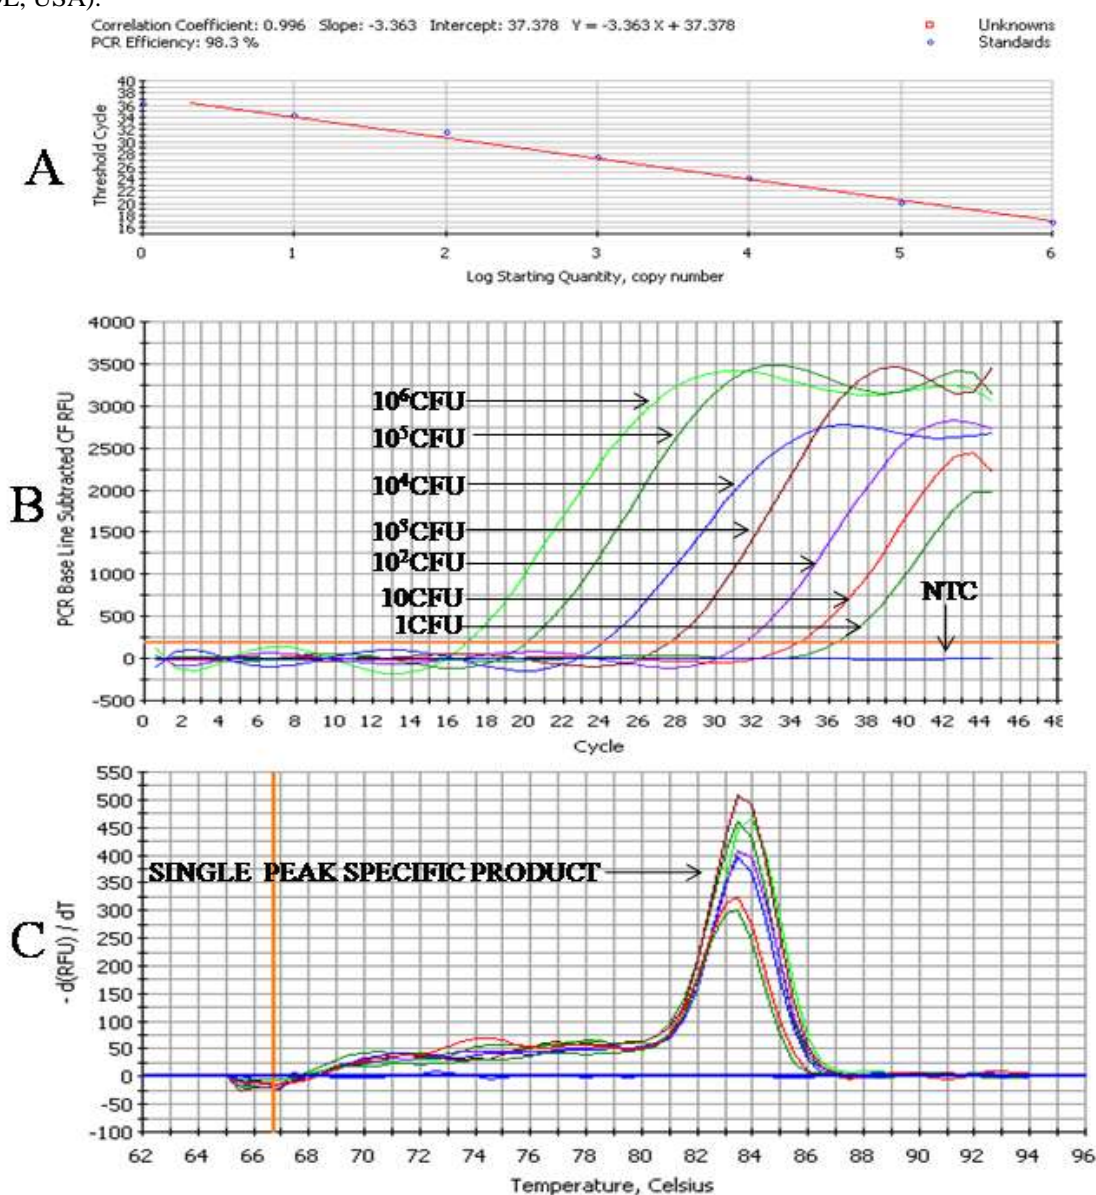 OE, USA).
Correlation Coefficient: 0.996 Slope: -3.363 Intercept: 37.378 Y = -3.363 X + 37.378
PCR Efficiency: 98.3 %
Unknowns
Standards
A
Threshold Cycle
40
38
36
34
32
30
28
26
24
22
20
18
16
0 1 2 3 4 5 6
Log Starting Quantity, copy number
B
PCR Base Line Subtracted CF RFU
4000
3500
3000
2500
2000
1500
1000
500
0
-500
10⁶CFU
10⁵CFU
10⁴CFU
10³CFU
10²CFU
10CFU
1CFU
NTC
0 2 4 6 8 10 12 14 16 18 20 22 24 26 28 30 32 34 36 38 40 42 44 46 48
Cycle
C
- d(RFU) / dT
550
500
450
400
350
300
250
200
150
100
50
0
-50
-100
SINGLE PEAK SPECIFIC PRODUCT
62 64 66 68 70 72 74 76 78 80 82 84 86 88 90 92 94 96
Temperature, Celsius